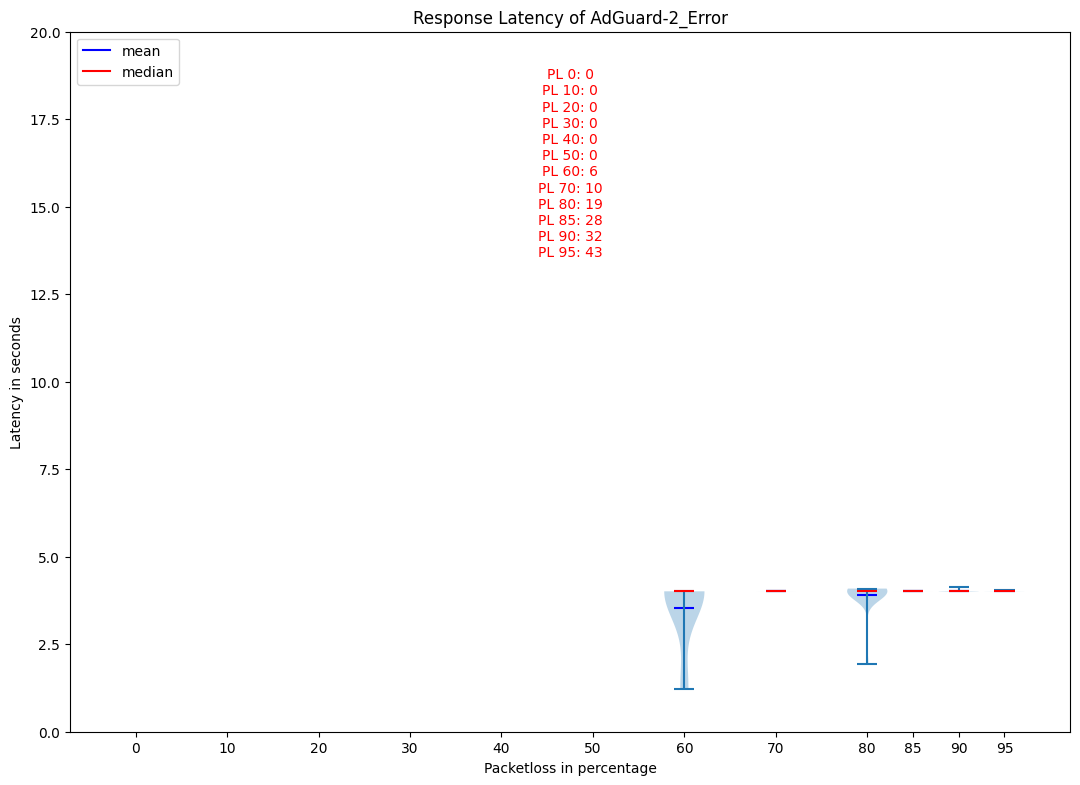 Response Latency of AdGuard-2_Error
mean
median
PL 0: 0
PL 10: 0
PL 20: 0
PL 30: 0
PL 40: 0
PL 50: 0
PL 60: 6
PL 70: 10
PL 80: 19
PL 85: 28
PL 90: 32
PL 95: 43
20.0
17.5
15.0
12.5
10.0
7.5
5.0
2.5
0.0
Latency in seconds
0 10 20 30 40 50 60 70 80 85 90 95
Packetloss in percentage